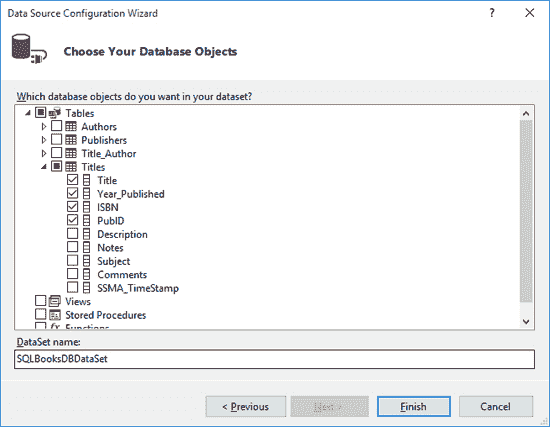 Data Source Configuration Wizard
?
Choose Your Database Objects
Which database objects do you want in your dataset?
Tables
Authors
Publishers
Title_Author
Titles
Title
Year_Published
ISBN
PubID
Description
Notes
Subject
Comments
SSMA_TimeStamp
Views
Stored Procedures
fx Functions
DataSet name:
SQLBooksDBDataSet
< Previous
Next >
Finish
Cancel